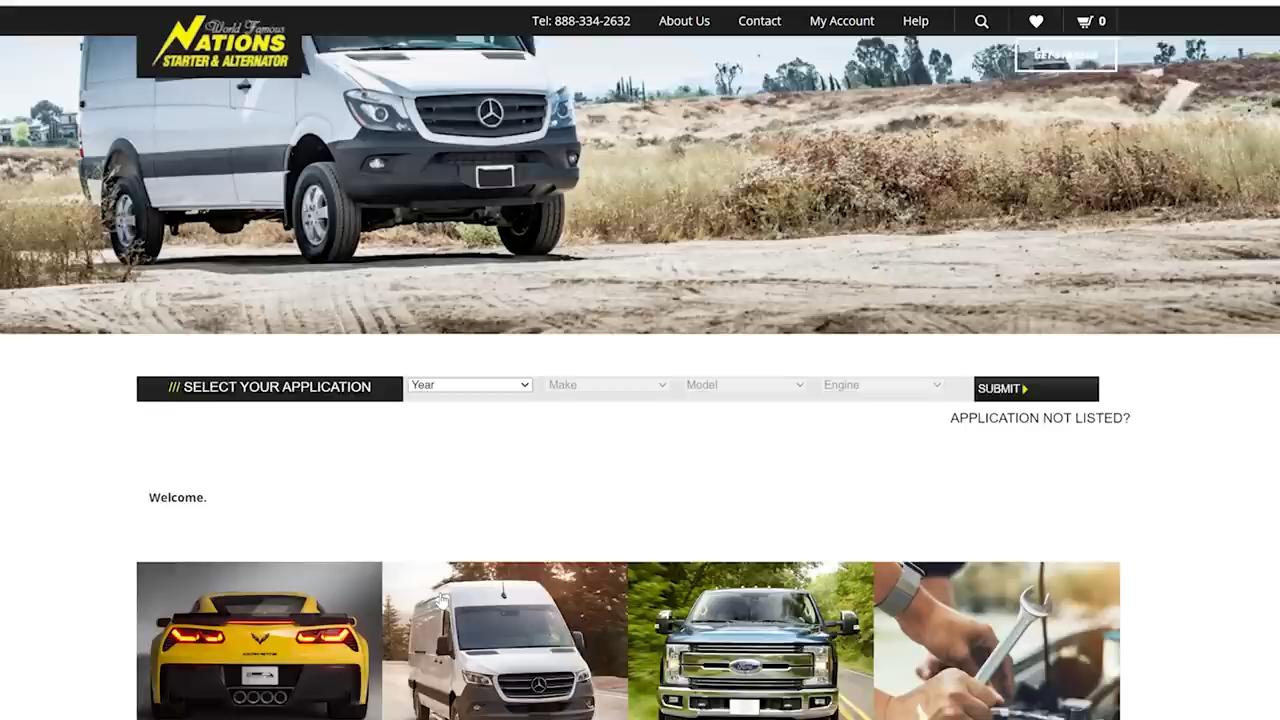 World Famous
NATIONS
STARTER & ALTERNATOR
Tel: 888-334-2632 About Us Contact My Account Help 0
/// SELECT YOUR APPLICATION Year Make Model Engine SUBMIT
APPLICATION NOT LISTED?
Welcome.
Ford